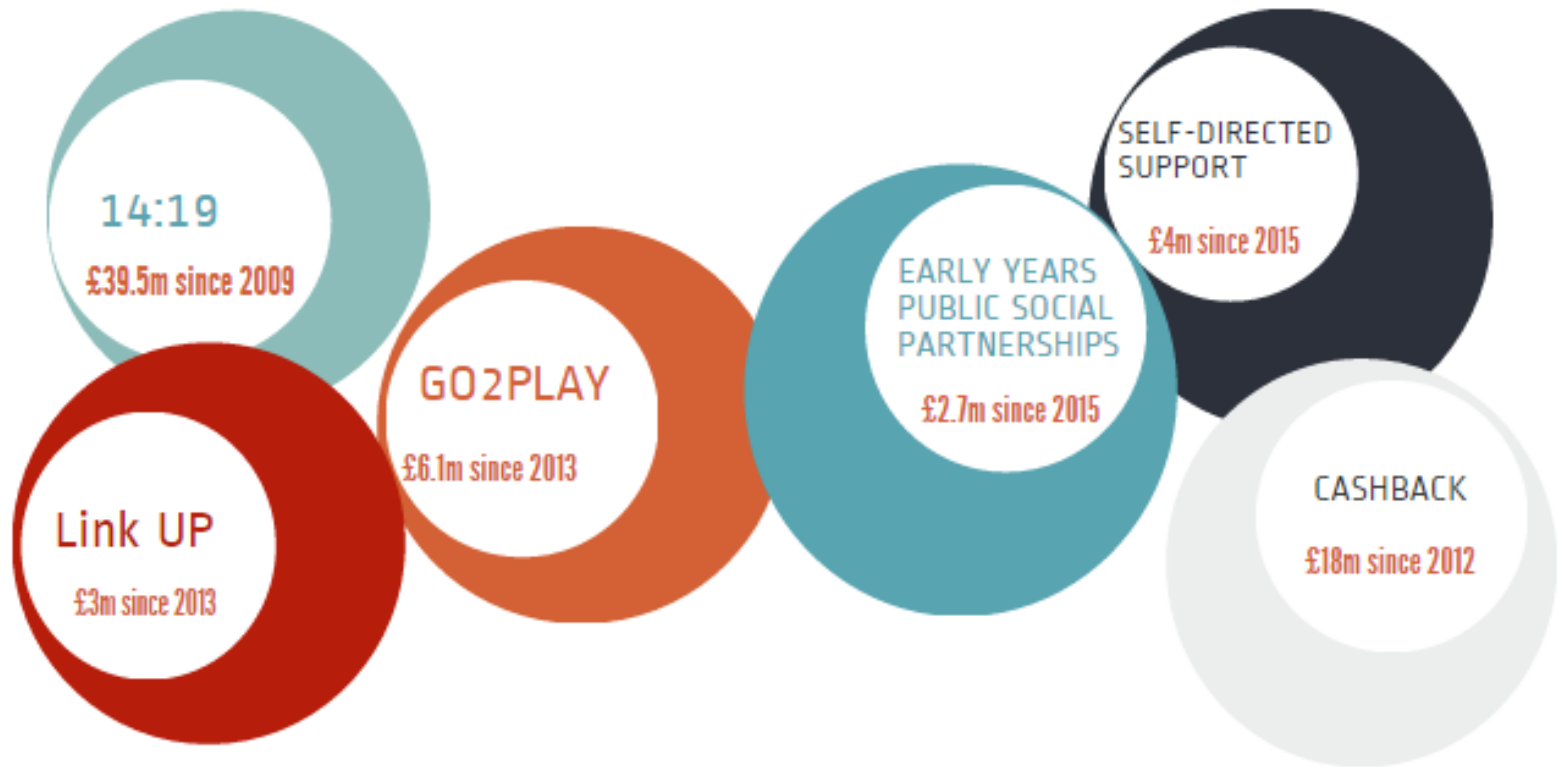 14:19
£39.5m since 2009
Link UP
£3m since 2013
GO2PLAY
£6.1m since 2013
EARLY YEARS
PUBLIC SOCIAL
PARTNERSHIPS
£2.7m since 2015
SELF-DIRECTED
SUPPORT
£4m since 2015
CASHBACK
£18m since 2012